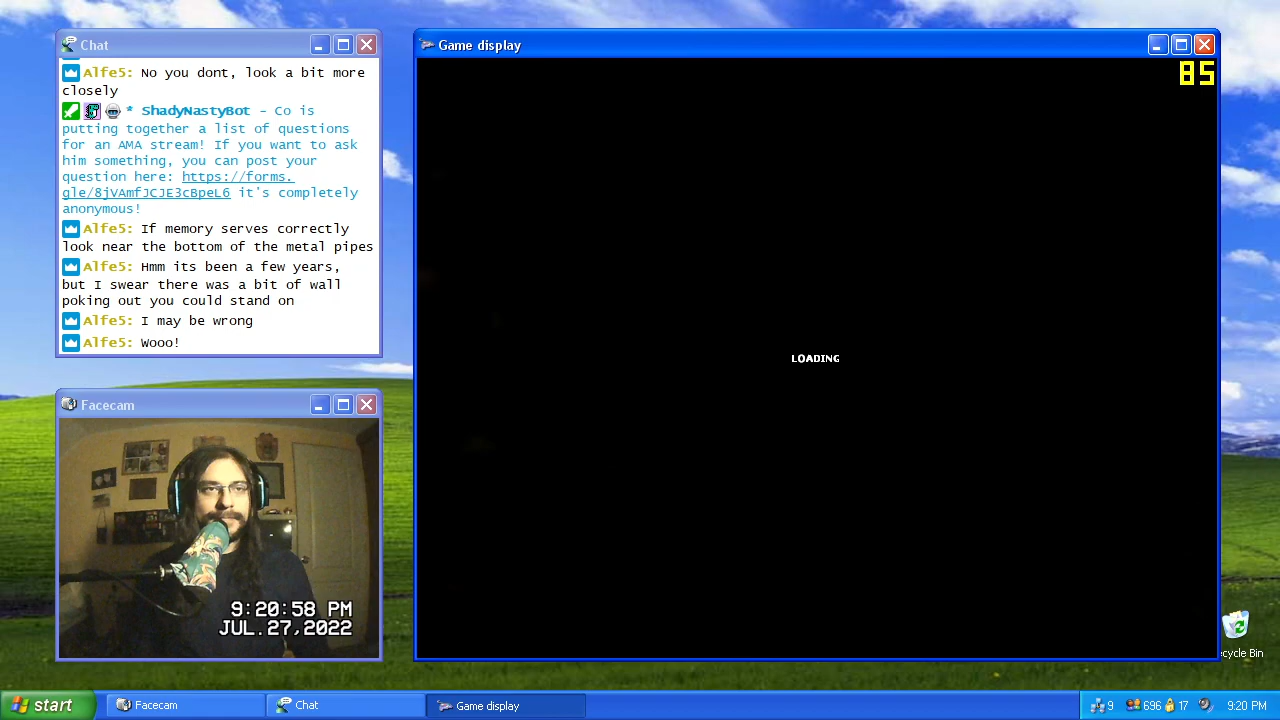 Chat
Alfe5: No you dont, look a bit more
closely
* ShadyNastyBot - Co is
putting together a list of questions
for an AMA stream! If you want to ask
him something, you can post your
question here: https://forms.
gle/8jVAmfJCJE3cBpeL6 it's completely
anonymous!
Alfe5: If memory serves correctly
look near the bottom of the metal pipes
Alfe5: Hmm its been a few years,
but I swear there was a bit of wall
poking out you could stand on
Alfe5: I may be wrong
Alfe5: Wooo!
Facecam
9:20:58 PM
JUL.27,2022
Game display
85
LOADING
ecycle Bin
start
Facecam
Chat
Game display
9
696
17
9:20 PM